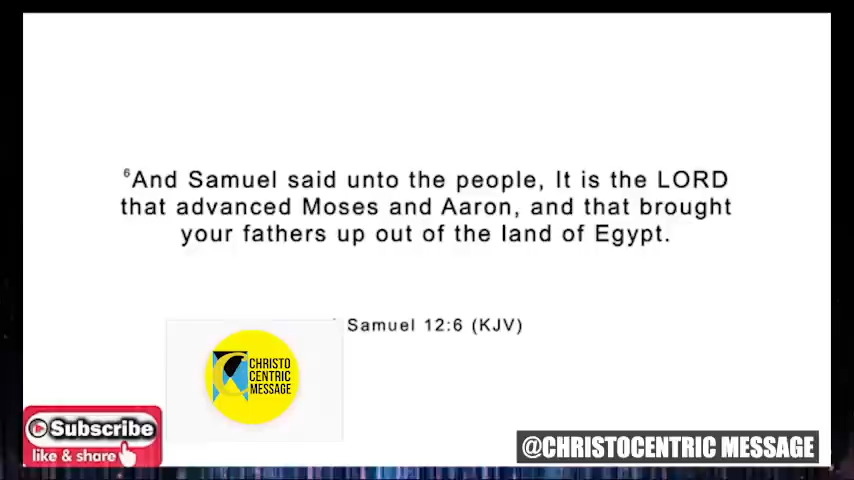 ⁶And Samuel said unto the people, It is the LORD
that advanced Moses and Aaron, and that brought
your fathers up out of the land of Egypt.
Samuel 12:6 (KJV)
CHRISTO
CENTRIC
MESSAGE
Subscribe
like & share
@CHRISTOCENTRIC MESSAGE